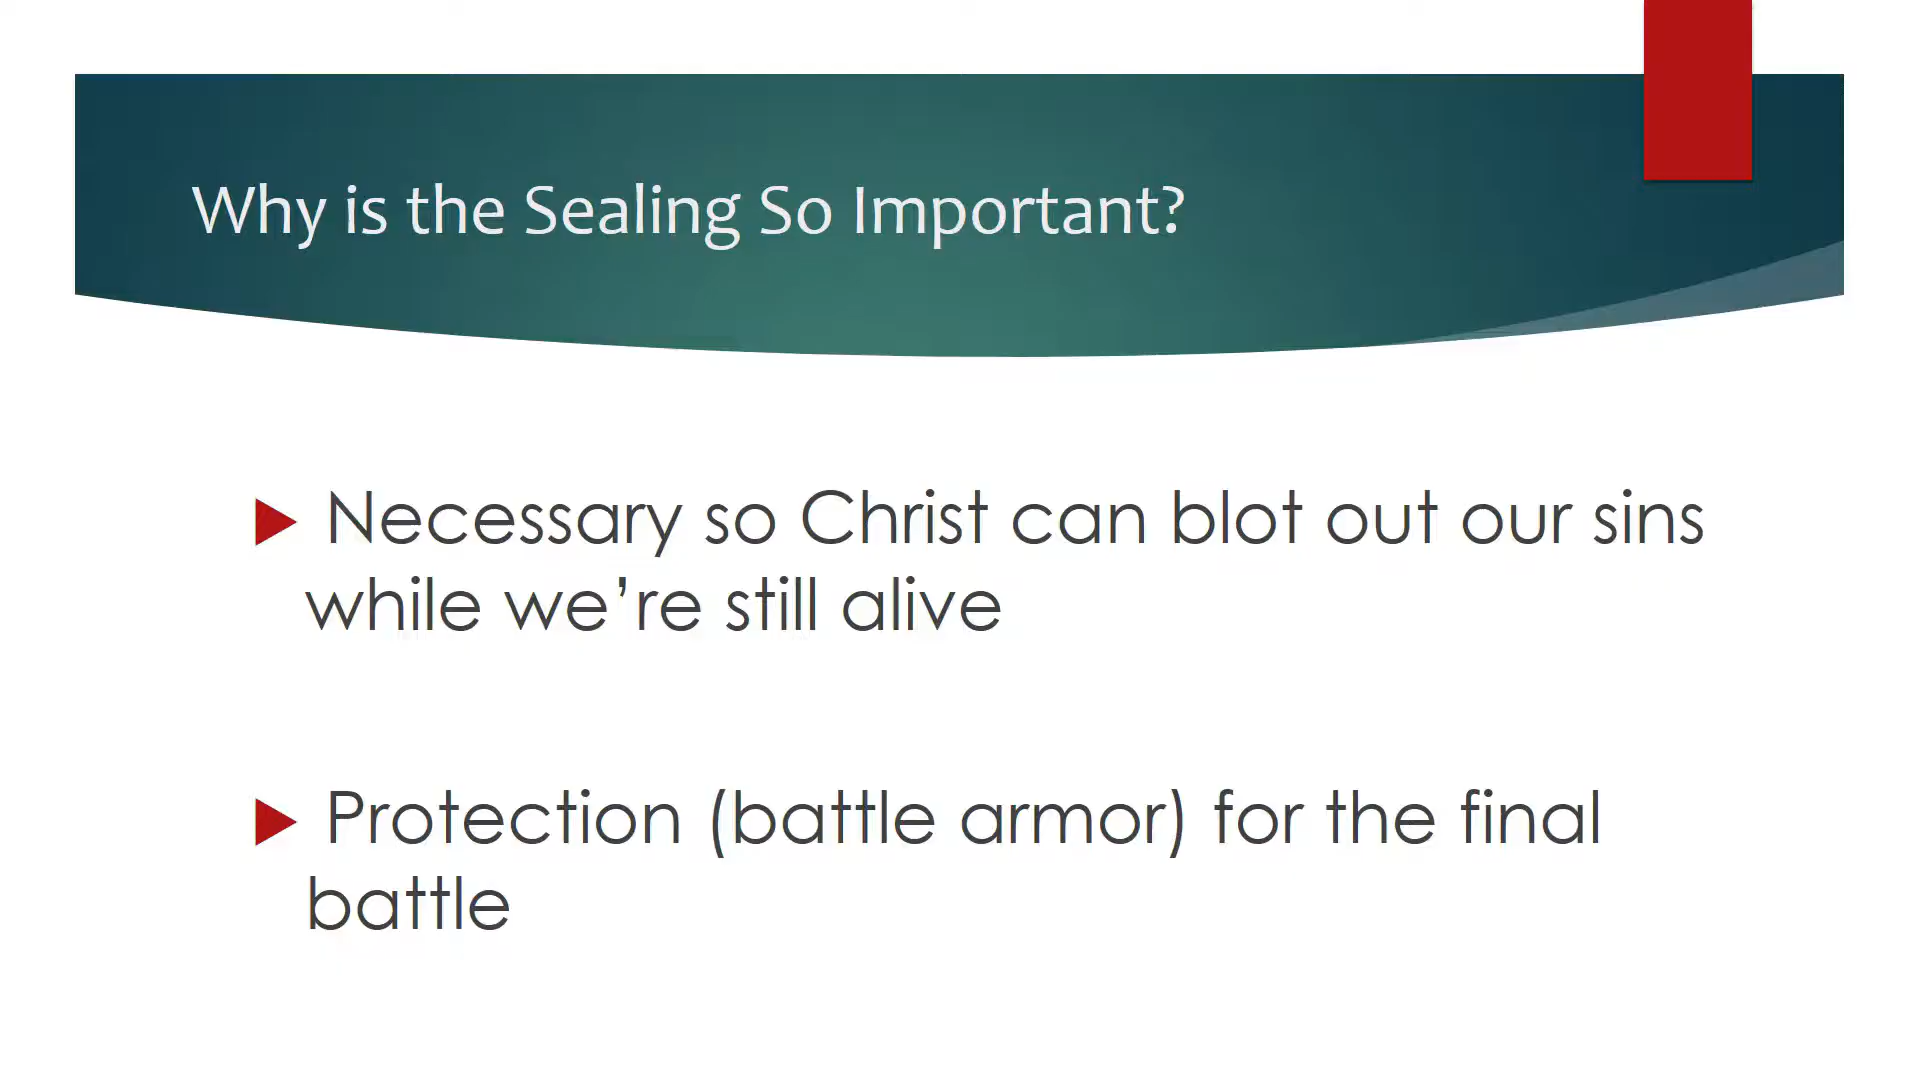 Why is the Sealing So Important?
Necessary so Christ can blot out our sins
while we’re still alive
Protection (battle armor) for the final
battle